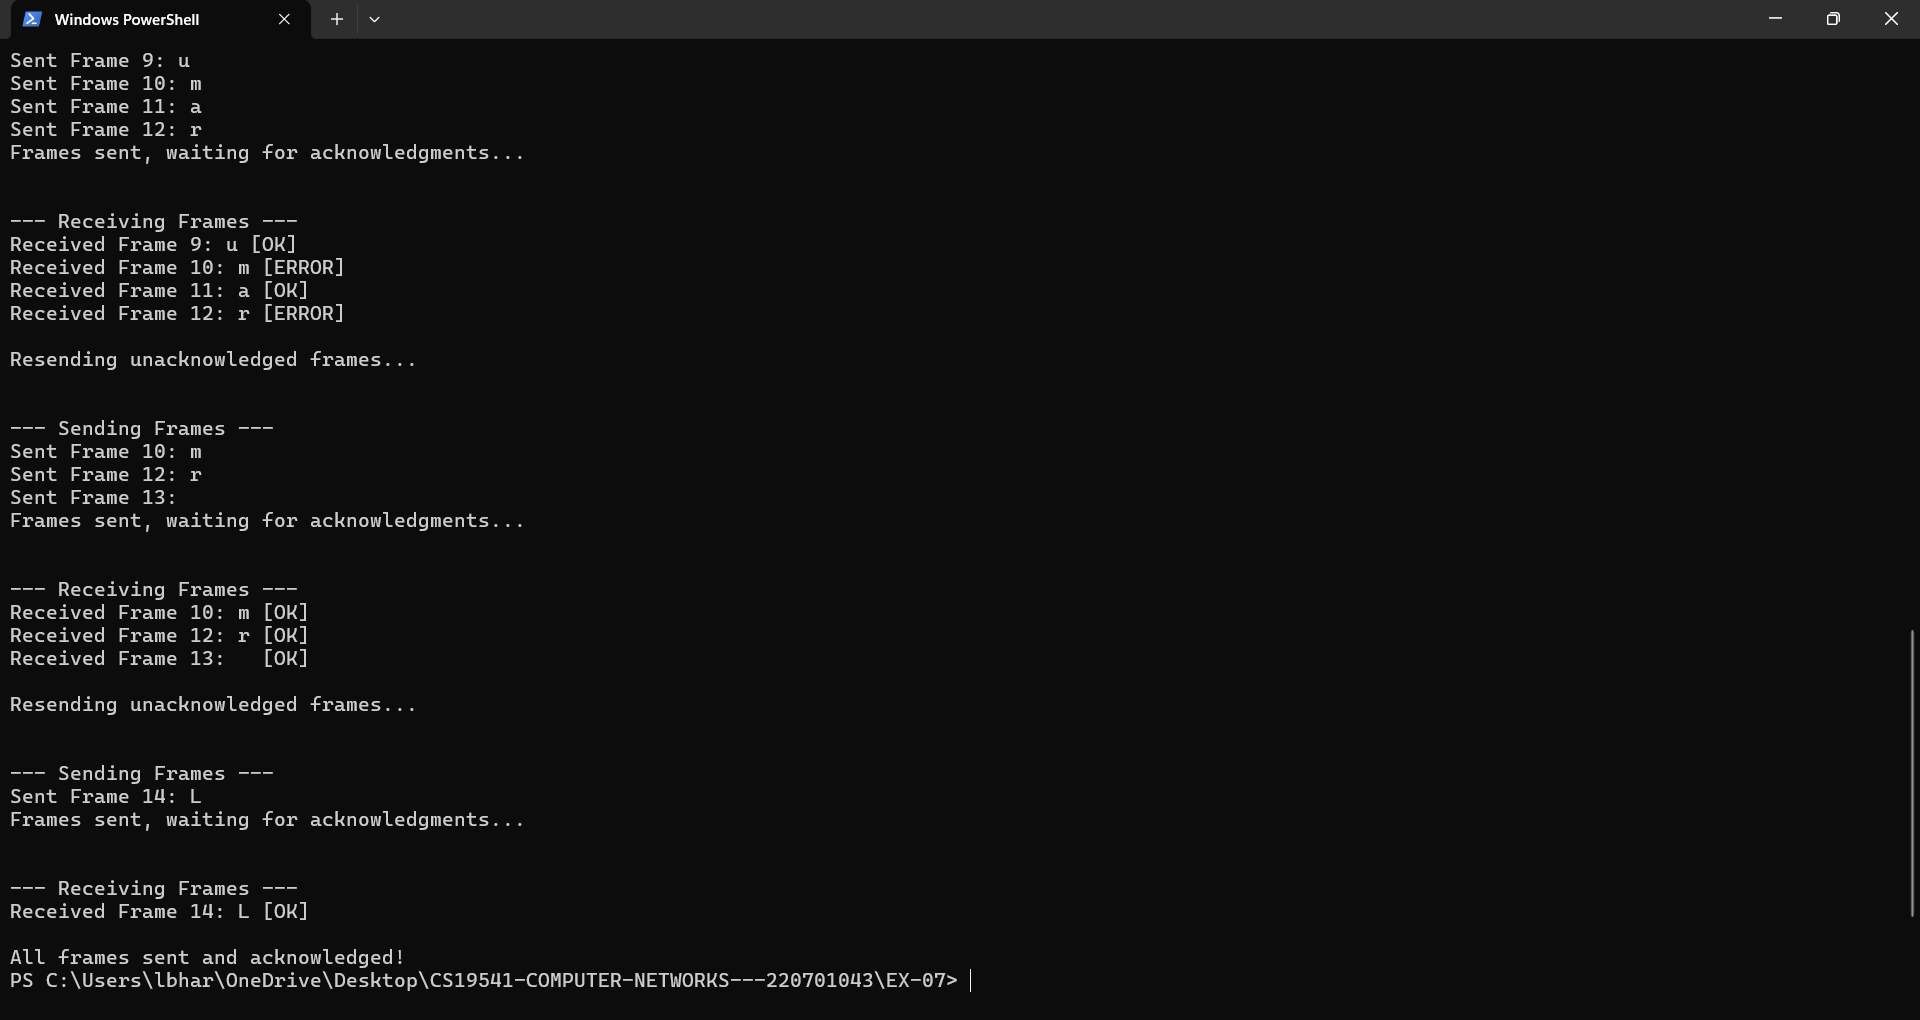 Windows PowerShell
Sent Frame 9: u
Sent Frame 10: m
Sent Frame 11: a
Sent Frame 12: r
Frames sent, waiting for acknowledgments...
--- Receiving Frames ---
Received Frame 9: u [OK]
Received Frame 10: m [ERROR]
Received Frame 11: a [OK]
Received Frame 12: r [ERROR]
Resending unacknowledged frames...
--- Sending Frames ---
Sent Frame 10: m
Sent Frame 12: r
Sent Frame 13:
Frames sent, waiting for acknowledgments...
--- Receiving Frames ---
Received Frame 10: m [OK]
Received Frame 12: r [OK]
Received Frame 13:   [OK]
Resending unacknowledged frames...
--- Sending Frames ---
Sent Frame 14: L
Frames sent, waiting for acknowledgments...
--- Receiving Frames ---
Received Frame 14: L [OK]
All frames sent and acknowledged!
PS C:\Users\lbhar\OneDrive\Desktop\CS19541-COMPUTER-NETWORKS---220701043\EX-07>